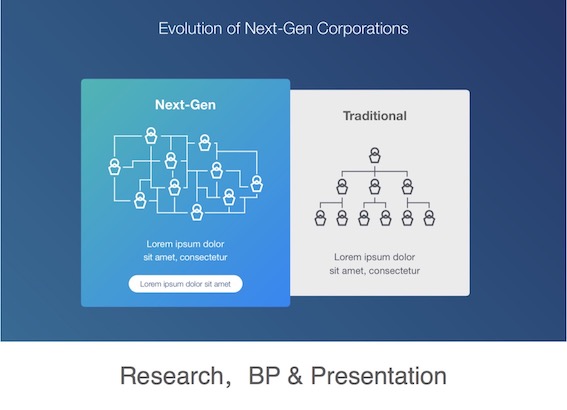 Evolution of Next-Gen Corporations
Next-Gen
Lorem ipsum dolor
sit amet, consectetur
Lorem ipsum dolor sit amet
Traditional
Lorem ipsum dolor
sit amet, consectetur
Research，BP & Presentation